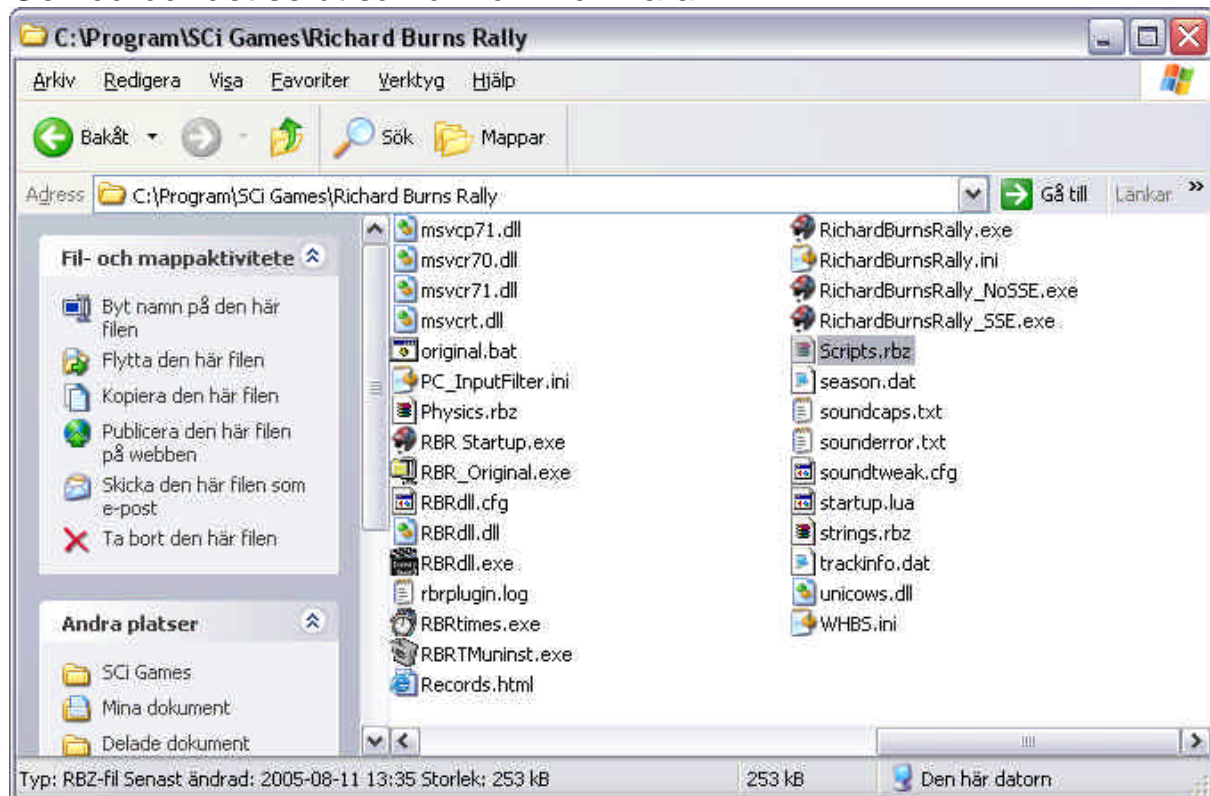 C:\Program\SCi Games\Richard Burns Rally
Arkiv Redigera Visa Favoriter Verktyg Hjälp
Bakåt Sök Mappar
Adress C:\Program\SCi Games\Richard Burns Rally Gå till Länkar »
Fil- och mappaktivitete
Byt namn på den här
filen
Flytta den här filen
Kopiera den här filen
Publicera den här filen
på webben
Skicka den här filen som
e-post
Ta bort den här filen
Andra platser
SCi Games
Mina dokument
Delade dokument
msvcp71.dll
msvcr70.dll
msvcr71.dll
msvcrt.dll
original.bat
PC_InputFilter.ini
Physics.rbz
RBR Startup.exe
RBR_Original.exe
RBRdll.cfg
RBRdll.dll
RBRdll.exe
rbrplugin.log
RBRtimes.exe
RBRTMuninst.exe
Records.html
RichardBurnsRally.exe
RichardBurnsRally.ini
RichardBurnsRally_NoSSE.exe
RichardBurnsRally_SSE.exe
Scripts.rbz
season.dat
soundcaps.txt
sounderror.txt
soundtweak.cfg
startup.lua
strings.rbz
trackinfo.dat
unicows.dll
WHBS.ini
Typ: RBZ-fil Senast ändrad: 2005-08-11 13:35 Storlek: 253 kB 253 kB Den här datorn